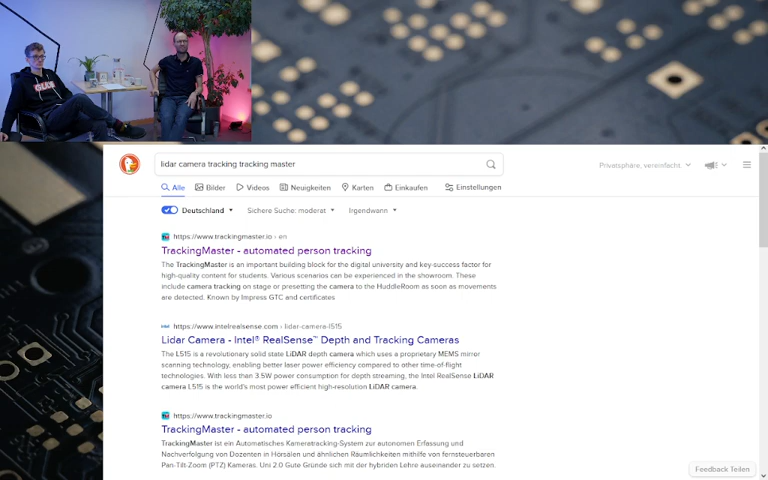 lidar camera tracking tracking master
Privatsphäre, vereinfacht.
Alle Bilder Videos Neuigkeiten Karten Einkaufen Einstellungen
Deutschland Sichere Suche: moderat Irgendwann
https://www.trackingmaster.io › en
TrackingMaster - automated person tracking
The TrackingMaster is an important building block for the digital university and key-success factor for
high-quality content for students. Various scenarios can be experienced in the showroom. These
include camera tracking on stage or presetting the camera to the HuddleRoom as soon as movements
are detected. Known by Impress GTC and certificates
https://www.intelrealsense.com › lidar-camera-l515
Lidar Camera - Intel® RealSense™ Depth and Tracking Cameras
The L515 is a revolutionary solid state LiDAR depth camera which uses a proprietary MEMS mirror
scanning technology, enabling better laser power efficiency compared to other time-of-flight
technologies. With less than 3.5W power consumption for depth streaming, the Intel RealSense LiDAR
camera L515 is the world's most power efficient high-resolution LiDAR camera.
https://www.trackingmaster.io
TrackingMaster - automated person tracking
TrackingMaster ist ein Automatisches Kameratracking-System zur autonomen Erfassung und
Nachverfolgung von Dozenten in Hörsälen und ähnlichen Räumlichkeiten mithilfe von fernsteuerbaren
Pan-Tilt-Zoom (PTZ) Kameras. Uni 2.0 Gute Gründe sich mit der hybriden Lehre auseinander zu setzen.
Feedback Teilen